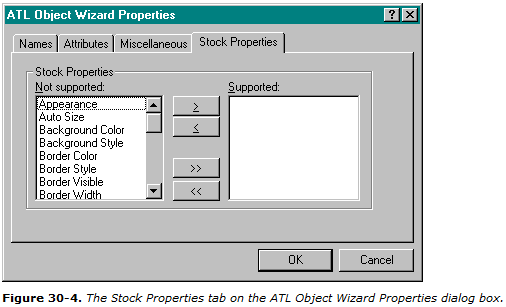 ATL Object Wizard Properties
Names Attributes Miscellaneous Stock Properties
Stock Properties
Not supported: Supported:
Appearance
Auto Size
Background Color
Background Style
Border Color
Border Style
Border Visible
Border Width
>
<
>>
<<
OK Cancel
Figure 30-4. The Stock Properties tab on the ATL Object Wizard Properties dialog box.